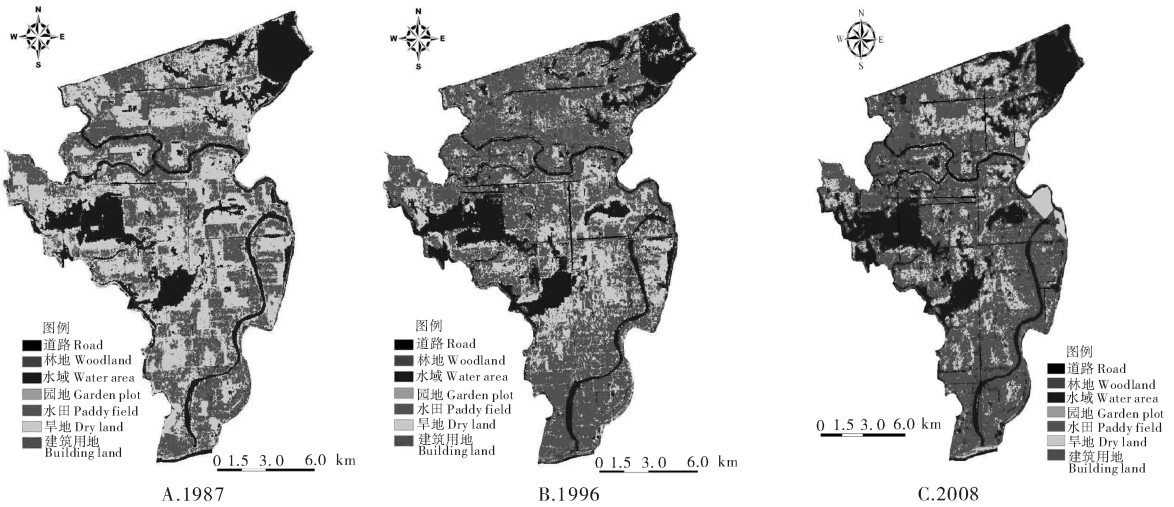 N
W E
S
图例
道路 Road
林地 Woodland
水域 Water area
园地 Garden plot
水田 Paddy field
旱地 Dry land
建筑用地
Building land
0 1.5 3.0 6.0 km
A.1987
N
W E
S
图例
道路 Road
林地 Woodland
水域 Water area
园地 Garden plot
水田 Paddy field
旱地 Dry land
建筑用地
Building land
0 1.5 3.0 6.0 km
B.1996
N
W E
S
图例
道路 Road
林地 Woodland
水域 Water area
园地 Garden plot
水田 Paddy field
旱地 Dry land
建筑用地
Building land
0 1.5 3.0 6.0 km
C.2008